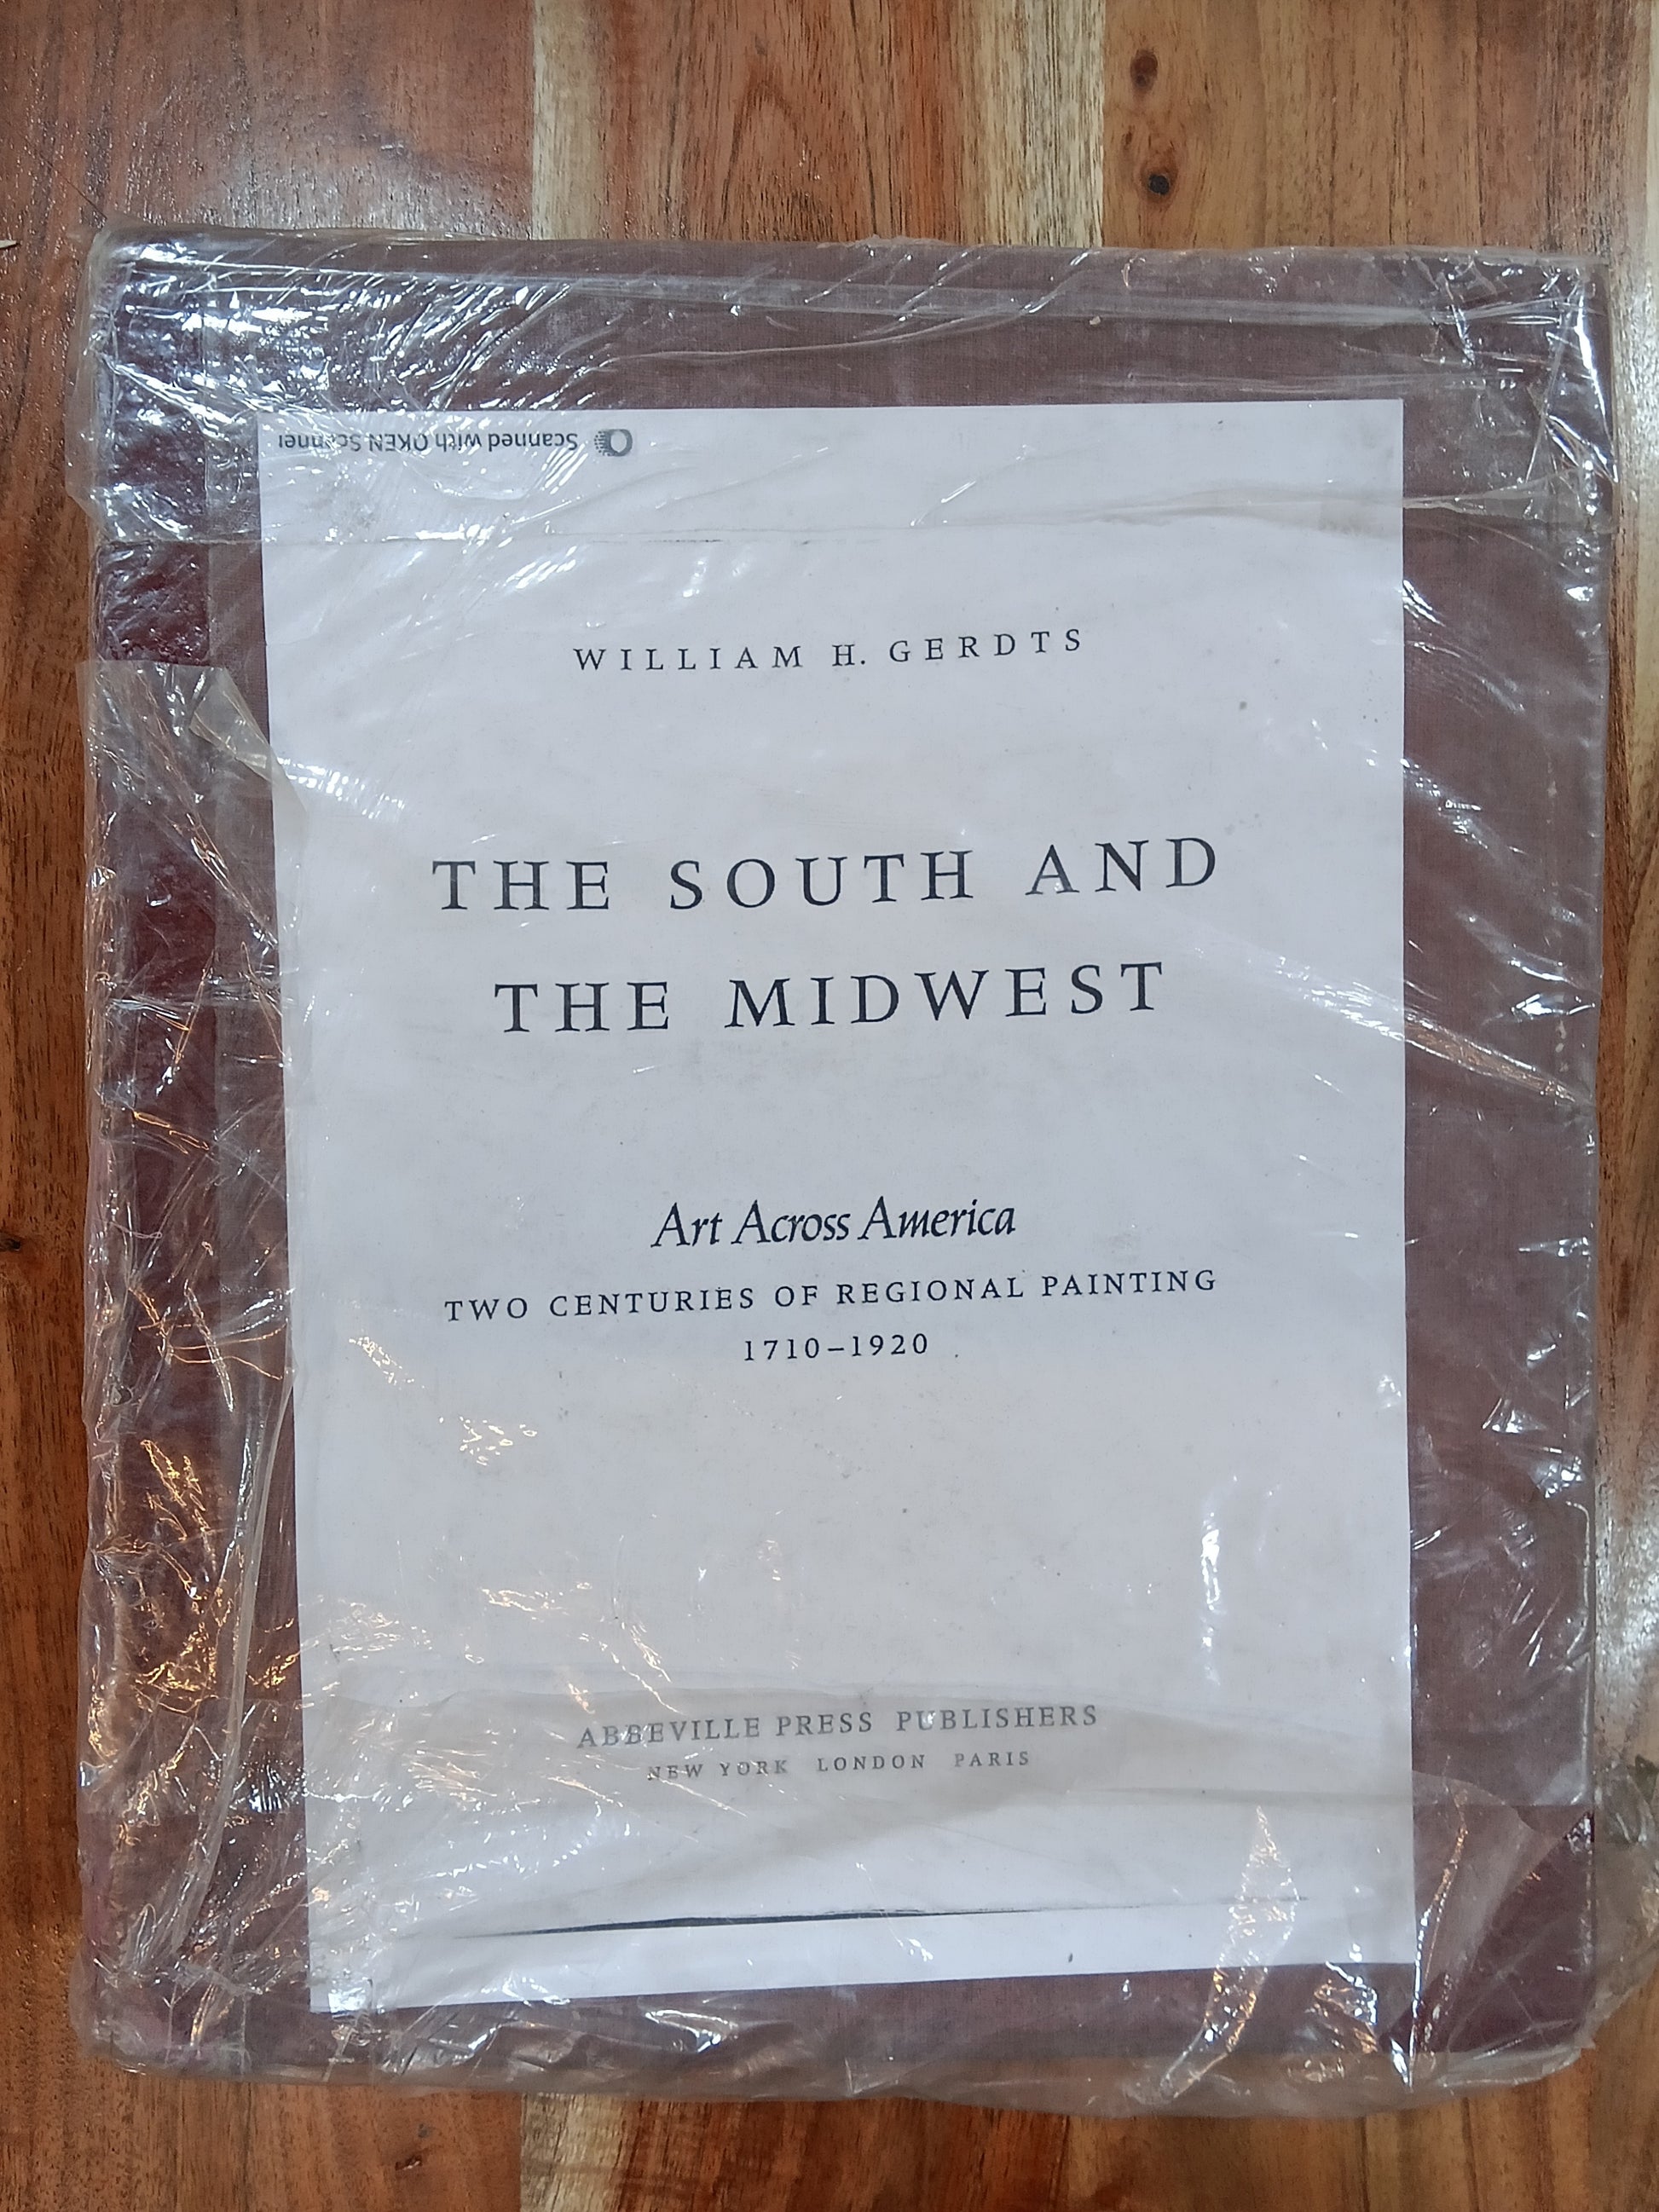 Scanned with OKEN Scanner
WILLIAM H. GERDTS
THE SOUTH AND
THE MIDWEST
Art Across America
TWO CENTURIES OF REGIONAL PAINTING
1710–1920
ABBEVILLE PRESS PUBLISHERS
NEW YORK LONDON PARIS